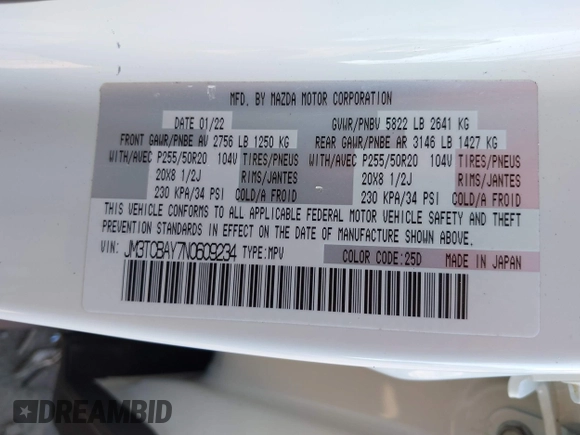 MFD. BY MAZDA MOTOR CORPORATION
DATE 01/22 GVWR/PNBV 5822 LB 2641 KG
FRONT GAWR/PNBE AV 2756 LB 1250 KG REAR GAWR/PNBE AR 3146 LB 1427 KG
WITH/AVEC P255/50R20 104V TIRES/PNEUS WITH/AVEC P255/50R20 104V TIRES/PNEUS
20X8 1/2J RIMS/JANTES 20X8 1/2J RIMS/JANTES
230 KPA/34 PSI COLD/A FROID 230 KPA/34 PSI COLD/A FROID
THIS VEHICLE CONFORMS TO ALL APPLICABLE FEDERAL MOTOR VEHICLE SAFETY AND THEFT
PREVENTION STANDARDS IN EFFECT ON THE DATE OF MANUFACTURE SHOWN ABOVE.
VIN: JM3TCBAY7N0609234 TYPE:MPV COLOR CODE:25D MADE IN JAPAN
DREAMBID